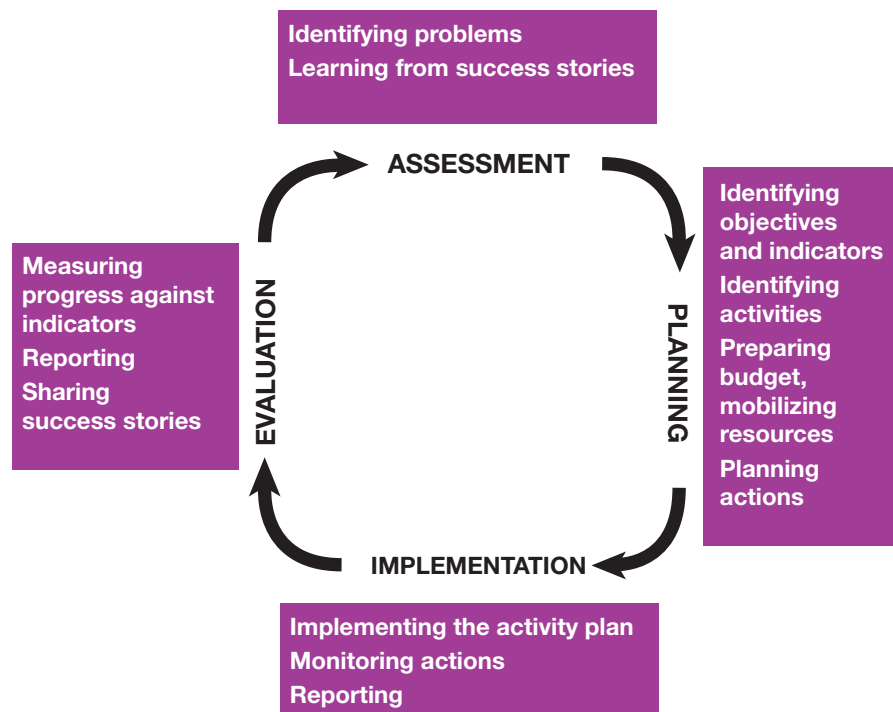 Identifying problems
Learning from success stories
ASSESSMENT
Identifying
objectives
and indicators
Identifying
activities
Preparing
budget,
mobilizing
resources
Planning
actions
PLANNING
IMPLEMENTATION
Implementing the activity plan
Monitoring actions
Reporting
EVALUATION
Measuring
progress against
indicators
Reporting
Sharing
success stories